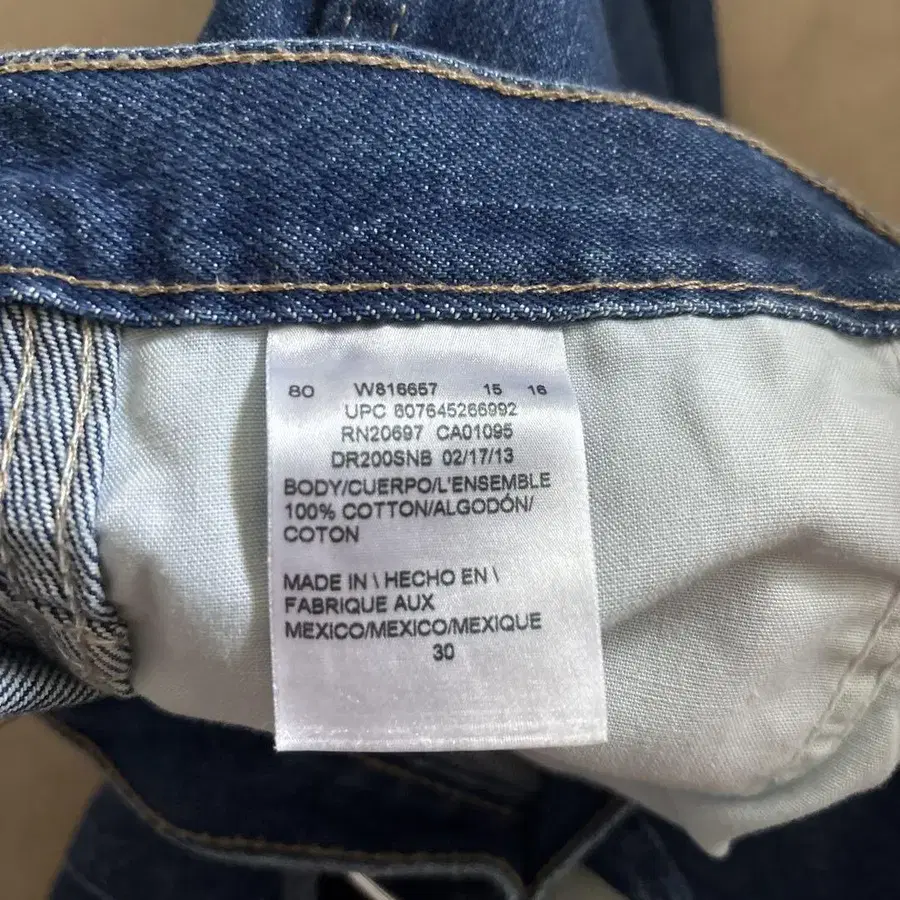 80 W816657 15 16
UPC 807645266992
RN20697 CA01095
DR200SNB 02/17/13
BODY/CUERPO/L'ENSEMBLE
100% COTTON/ALGODÓN/
COTON
MADE IN \ HECHO EN \
FABRIQUE AUX
MEXICO/MEXICO/MEXIQUE
30